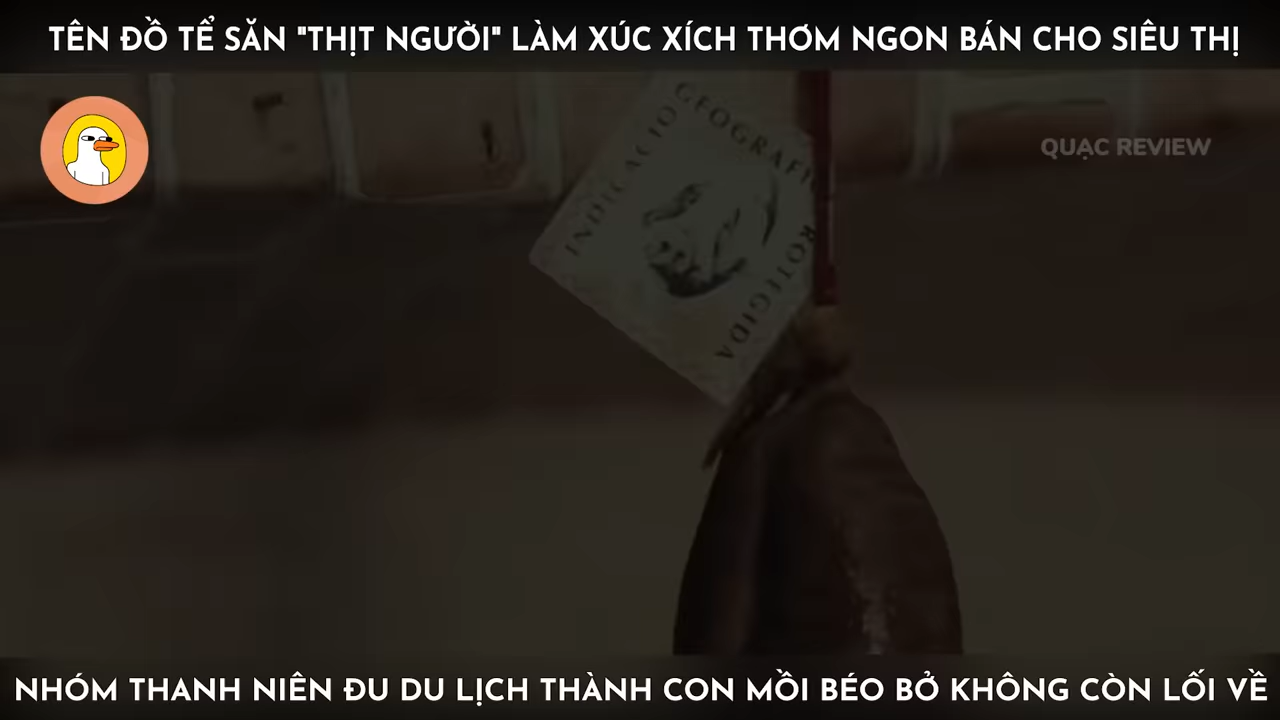 TÊN ĐỒ TỂ SĂN "THỊT NGƯỜI" LÀM XÚC XÍCH THƠM NGON BÁN CHO SIÊU THỊ
QUẠC REVIEW
INDICACIO GEOGRAFI
ROTEGIDA
NHÓM THANH NIÊN ĐU DU LỊCH THÀNH CON MỒI BÉO BỞ KHÔNG CÒN LỐI VỀ